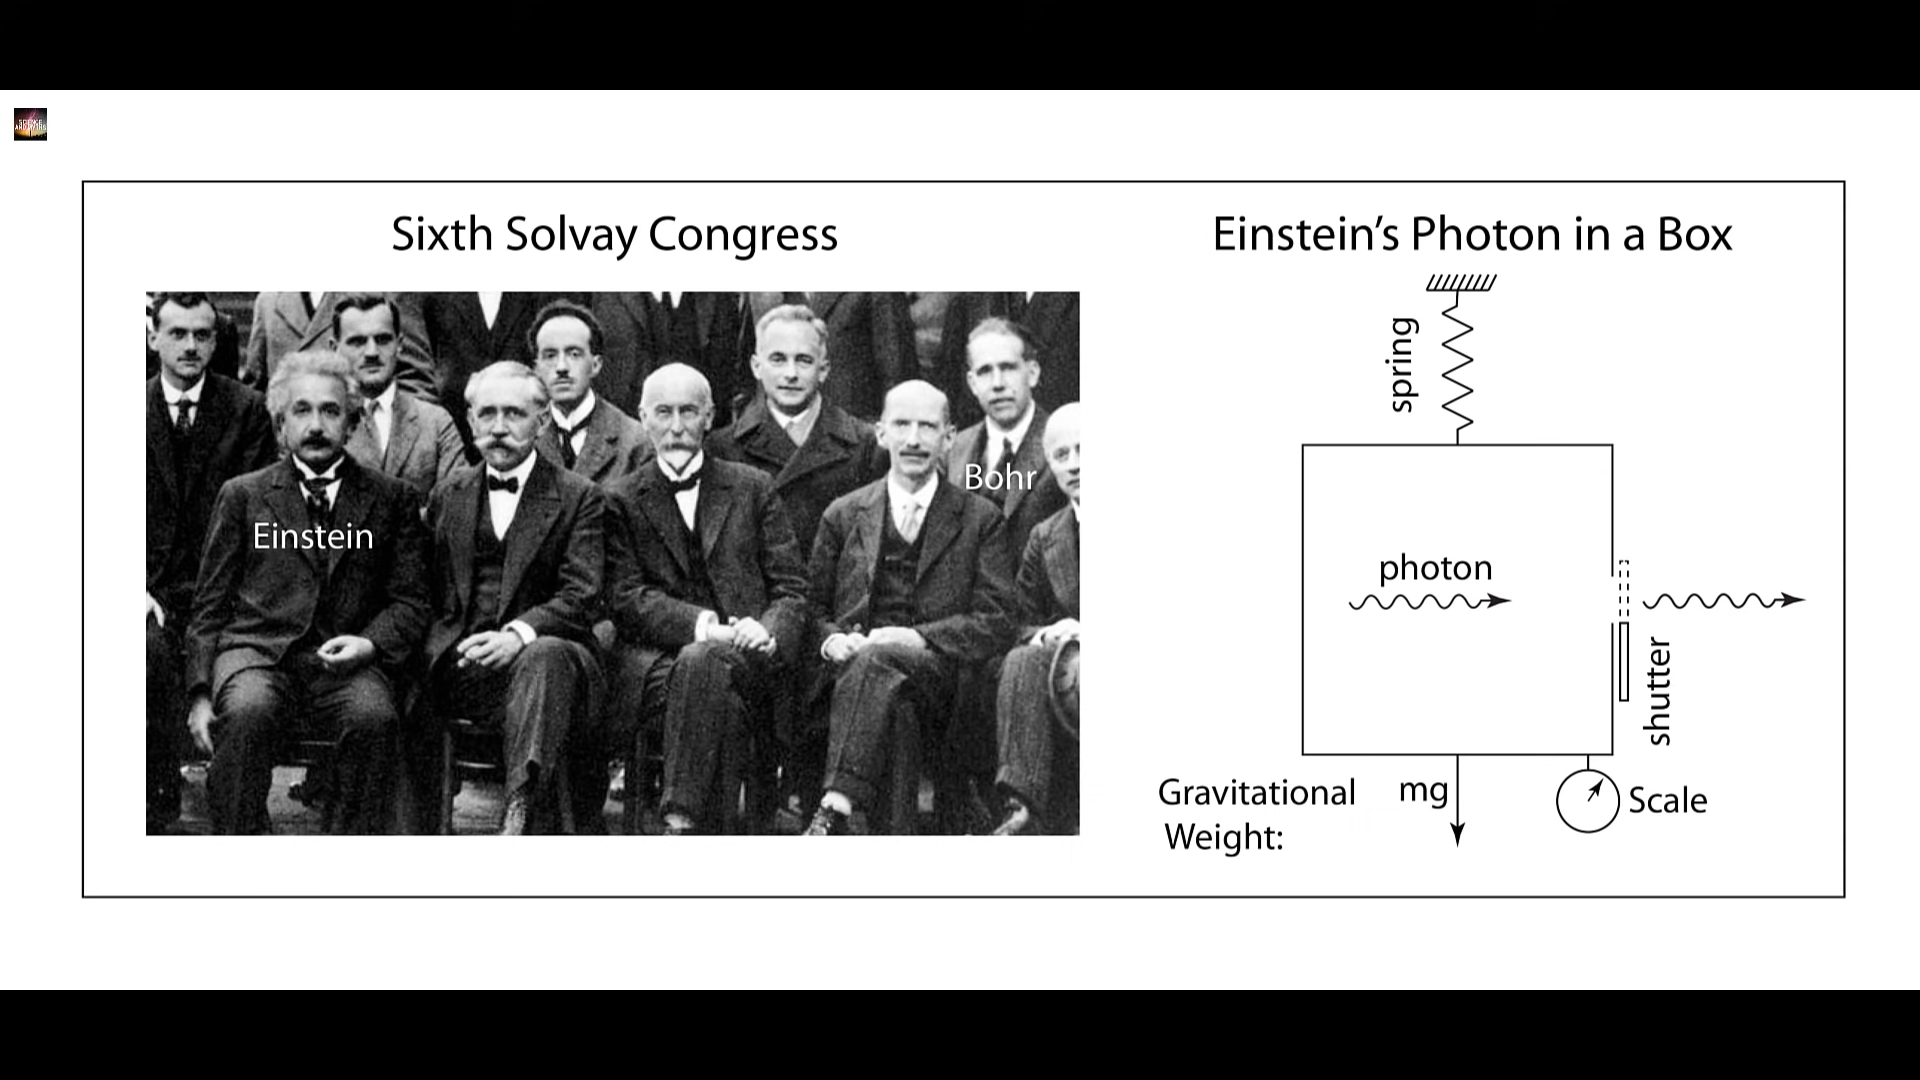 Sixth Solvay Congress
Einstein's Photon in a Box
spring
Einstein
Bohr
photon
shutter
Gravitational
Weight:
mg
Scale